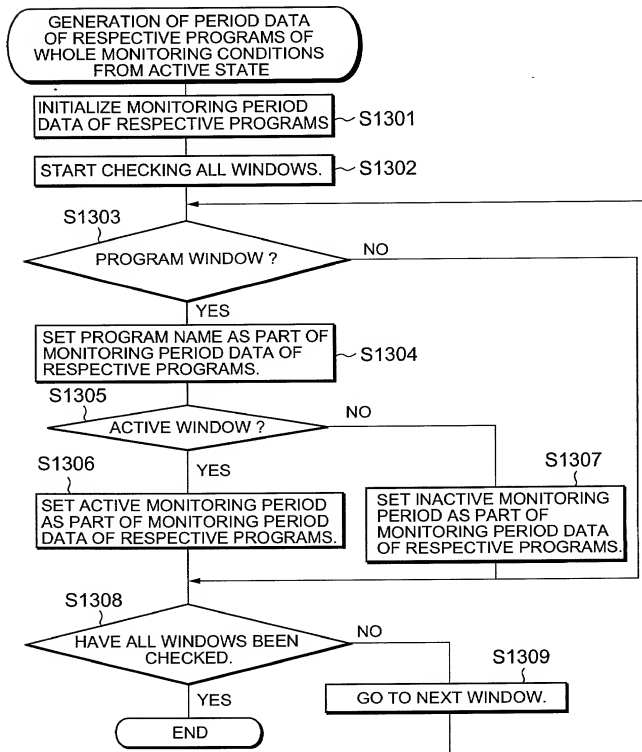 GENERATION OF PERIOD DATA
OF RESPECTIVE PROGRAMS OF
WHOLE MONITORING CONDITIONS
FROM ACTIVE STATE
INITIALIZE MONITORING PERIOD
DATA OF RESPECTIVE PROGRAMS
S1301
START CHECKING ALL WINDOWS.
S1302
S1303
PROGRAM WINDOW ?
NO
YES
SET PROGRAM NAME AS PART OF
MONITORING PERIOD DATA OF
RESPECTIVE PROGRAMS.
S1304
S1305
ACTIVE WINDOW ?
NO
YES
S1306
SET ACTIVE MONITORING PERIOD
AS PART OF MONITORING PERIOD
DATA OF RESPECTIVE PROGRAMS.
S1307
SET INACTIVE MONITORING
PERIOD AS PART OF
MONITORING PERIOD DATA
OF RESPECTIVE PROGRAMS.
S1308
HAVE ALL WINDOWS BEEN
CHECKED.
NO
YES
S1309
GO TO NEXT WINDOW.
END